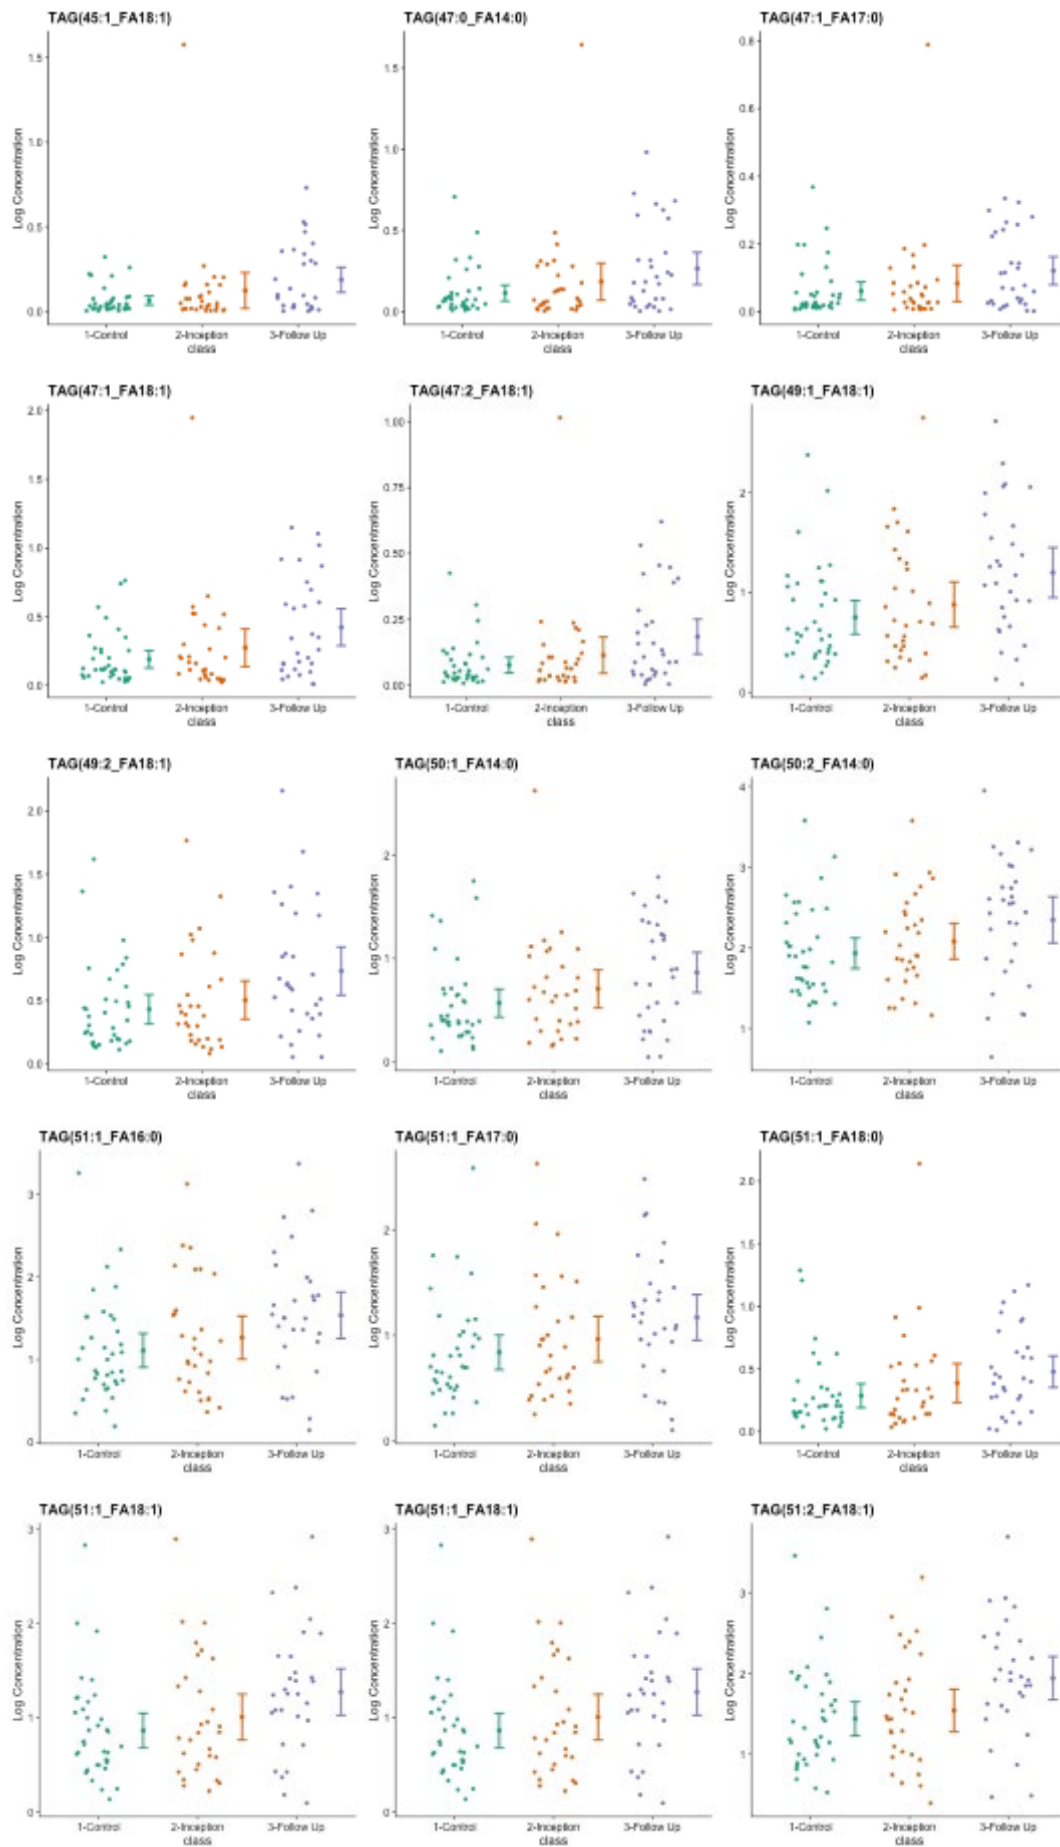 TAG(45:1_FA18:1) TAG(47:0_FA14:0) TAG(47:1_FA17:0)
1.5 1.5 0.8
1.0 1.0 0.6
0.5 0.5 0.4
0.0 0.0 0.2
0.0
Log Concentration Log Concentration Log Concentration
1-Control 2-Inception 3-Follow Up 1-Control 2-Inception 3-Follow Up 1-Control 2-Inception 3-Follow Up
class class class
TAG(47:1_FA18:1) TAG(47:2_FA18:1) TAG(49:1_FA18:1)
2.0 1.00 2
1.5 0.75 1
1.0 0.50 0
0.5 0.25
0.0 0.00
Log Concentration Log Concentration Log Concentration
1-Control 2-Inception 3-Follow Up 1-Control 2-Inception 3-Follow Up 1-Control 2-Inception 3-Follow Up
class class class
TAG(49:2_FA18:1) TAG(50:1_FA14:0) TAG(50:2_FA14:0)
2.0 2 4
1.5 1 3
1.0 0 2
0.5 1
0.0
Log Concentration Log Concentration Log Concentration
1-Control 2-Inception 3-Follow Up 1-Control 2-Inception 3-Follow Up 1-Control 2-Inception 3-Follow Up
class class class
TAG(51:1_FA16:0) TAG(51:1_FA17:0) TAG(51:1_FA18:0)
3 2 2.0
2 1 1.5
1 0 1.0
0 0.5
0.0
Log Concentration Log Concentration Log Concentration
1-Control 2-Inception 3-Follow Up 1-Control 2-Inception 3-Follow Up 1-Control 2-Inception 3-Follow Up
class class class
TAG(51:1_FA18:1) TAG(51:1_FA18:1) TAG(51:2_FA18:1)
3 3 3
2 2 2
1 1 1
0 0
Log Concentration Log Concentration Log Concentration
1-Control 2-Inception 3-Follow Up 1-Control 2-Inception 3-Follow Up 1-Control 2-Inception 3-Follow Up
class class class